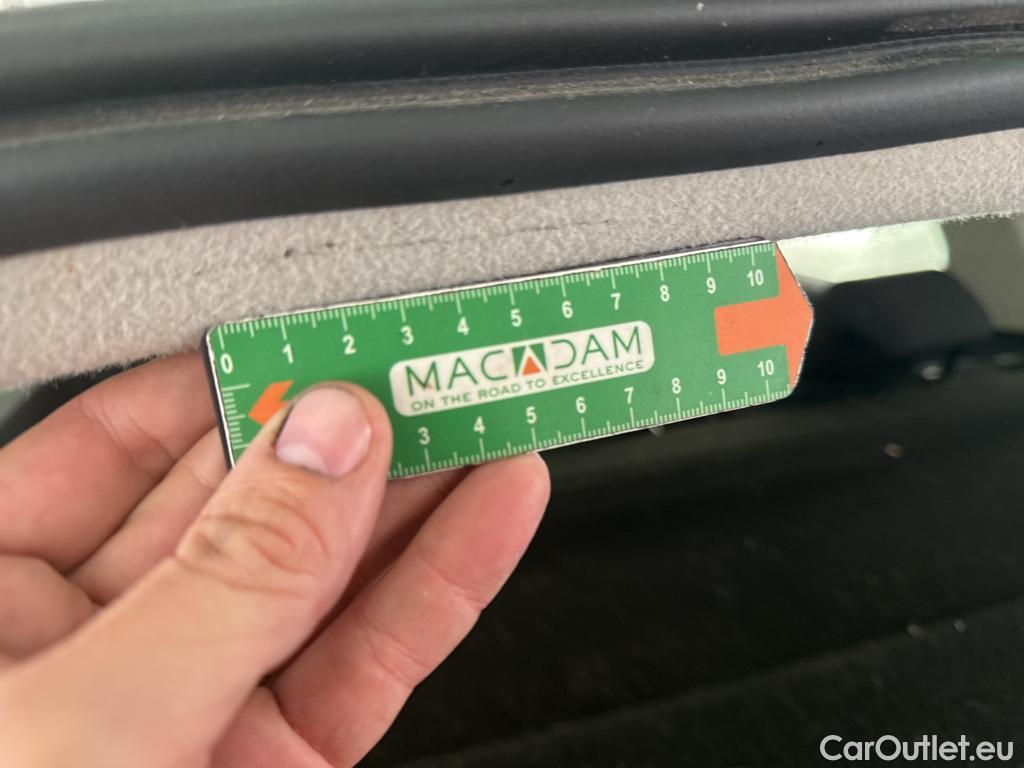 0 1 2 3 4 5 6 7 8 9 10
MACADAM
ON THE ROAD TO EXCELLENCE
3 4 5 6 7 8 9 10
CarOutlet.eu